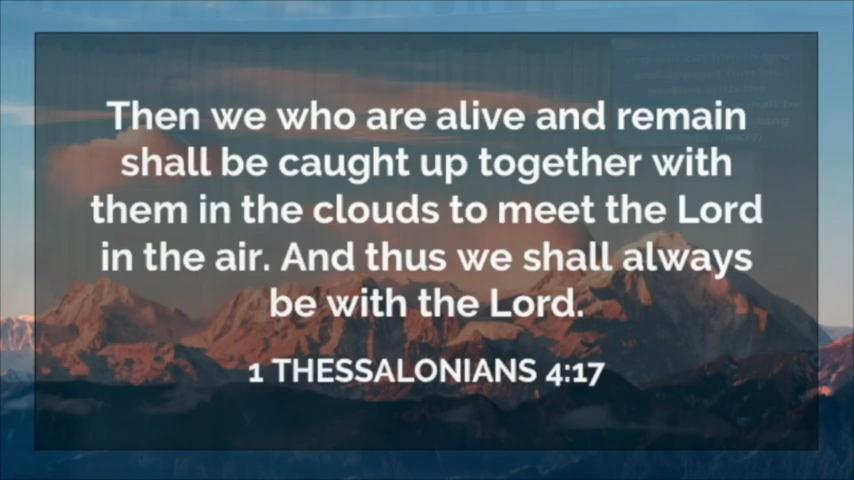 Then we who are alive and remain
shall be caught up together with
them in the clouds to meet the Lord
in the air. And thus we shall always
be with the Lord.
1 THESSALONIANS 4:17